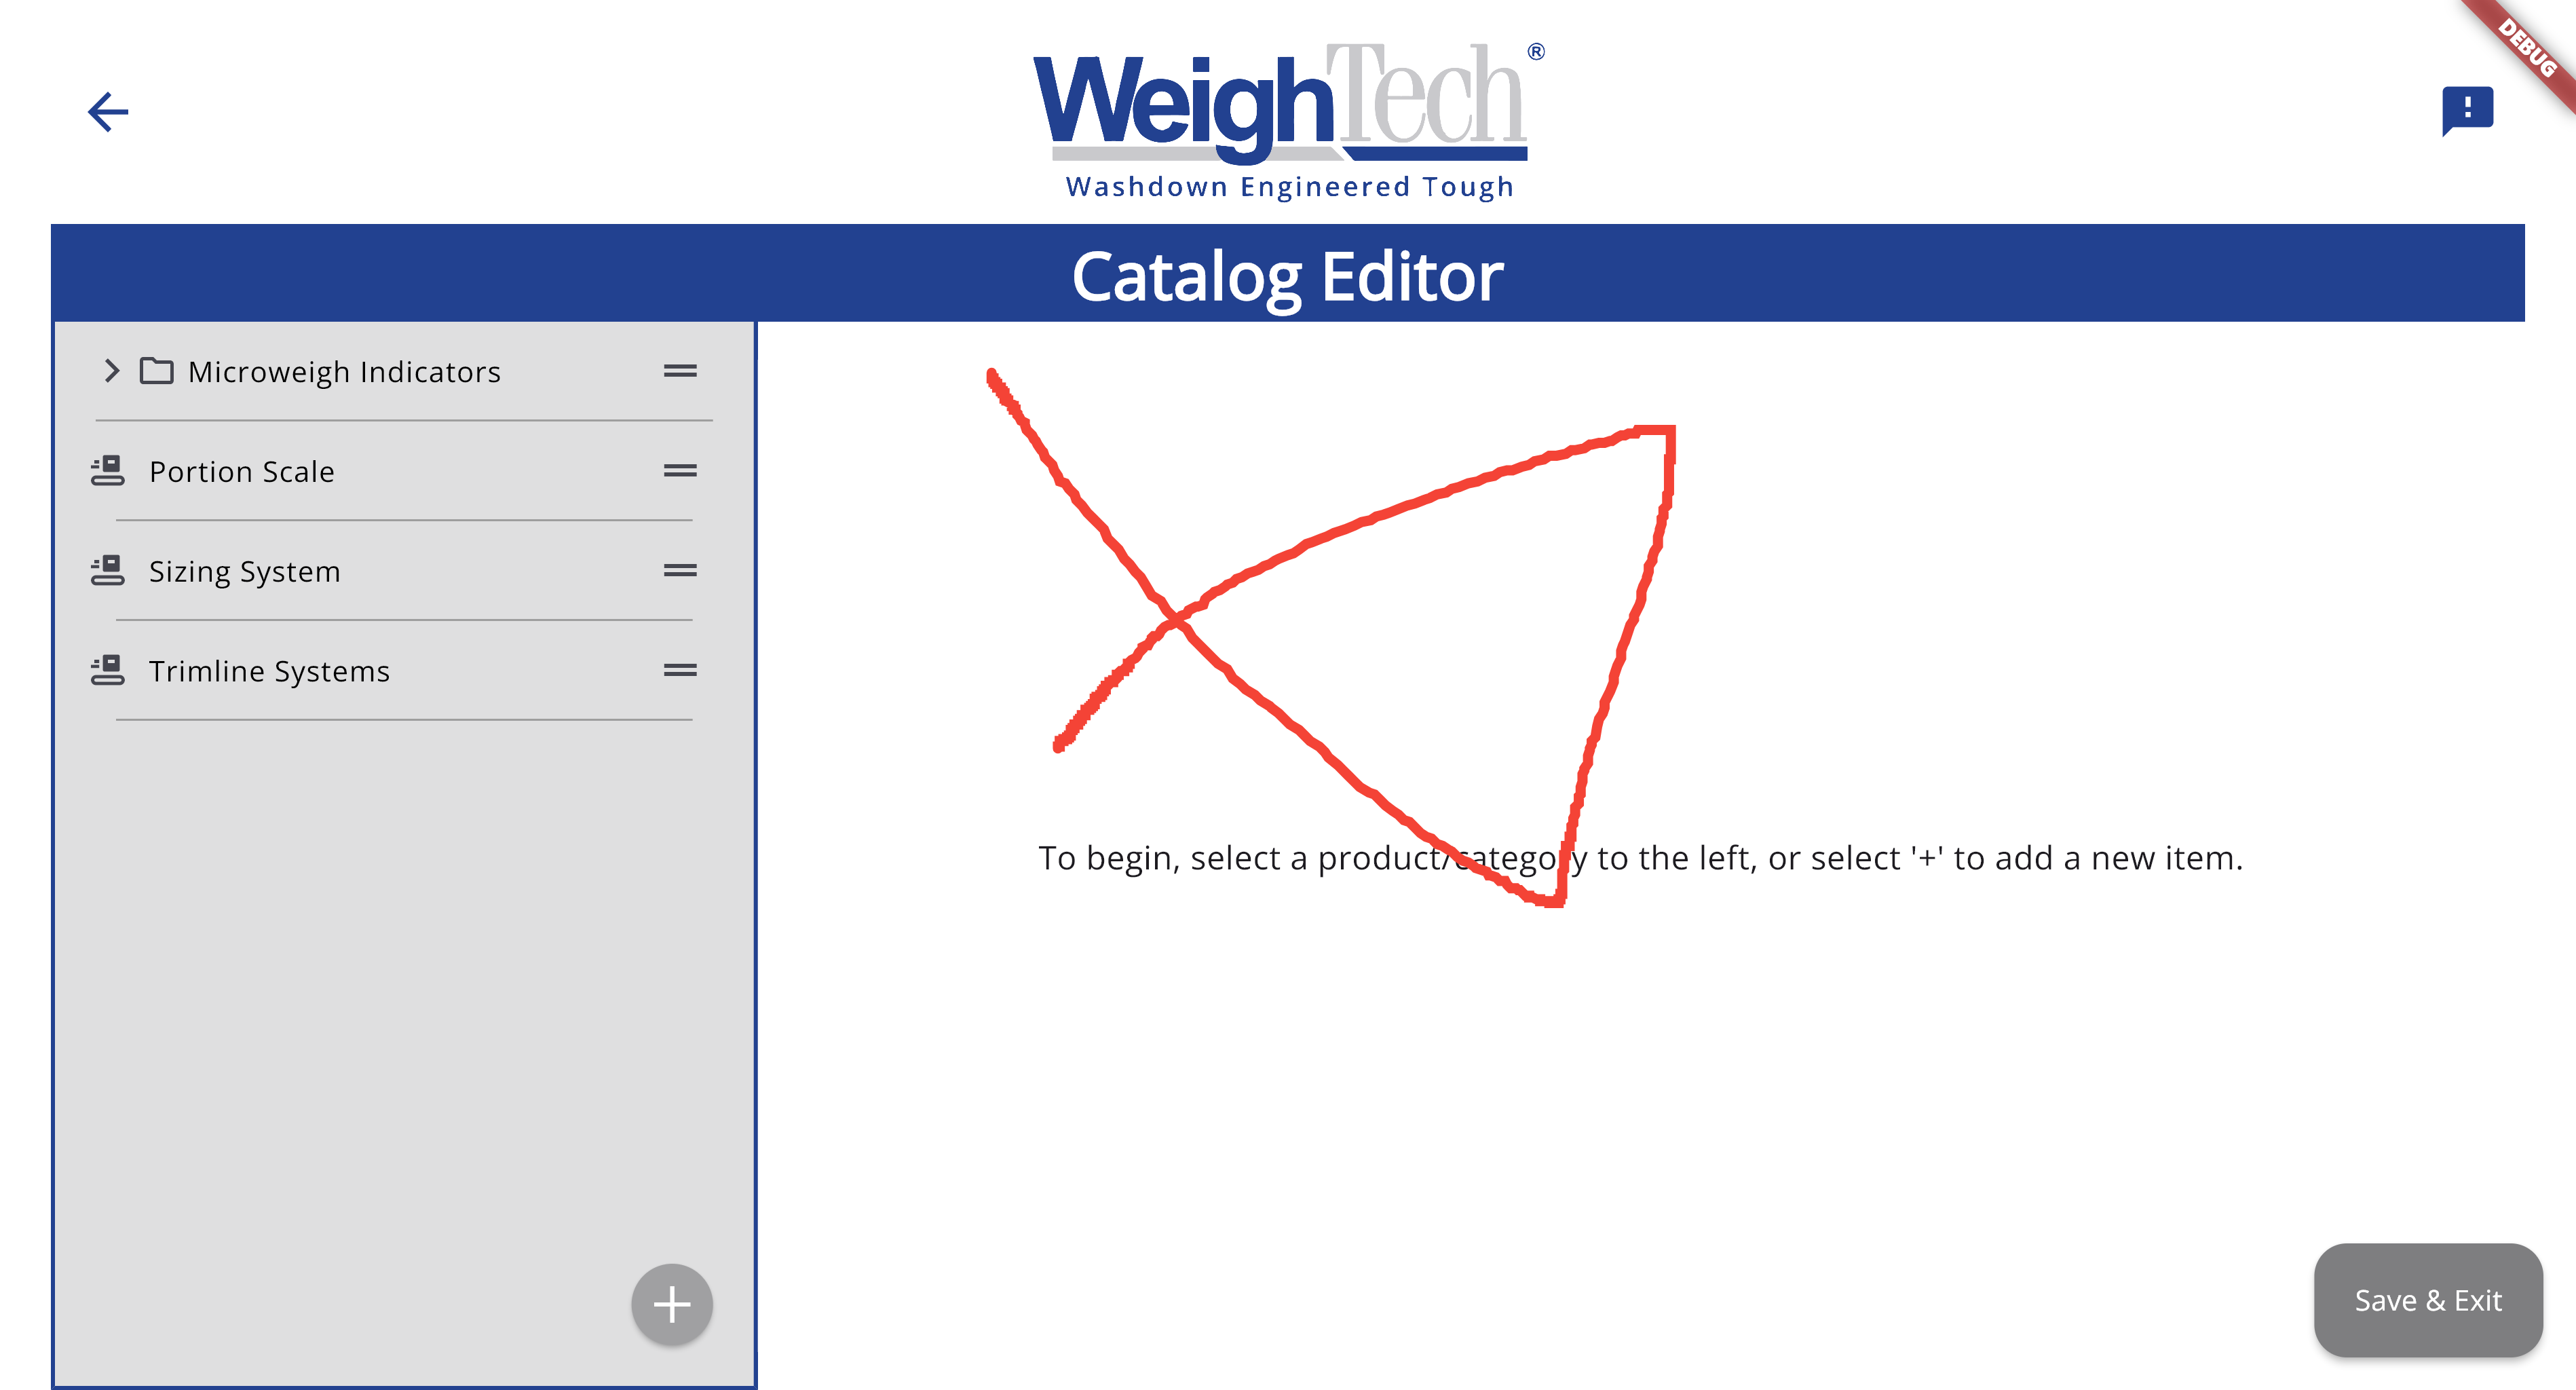 DEBUG
WeighTech®
Washdown Engineered Tough
Catalog Editor
Microweigh Indicators
Portion Scale
Sizing System
Trimline Systems
To begin, select a product/category to the left, or select '+' to add a new item.
Save & Exit